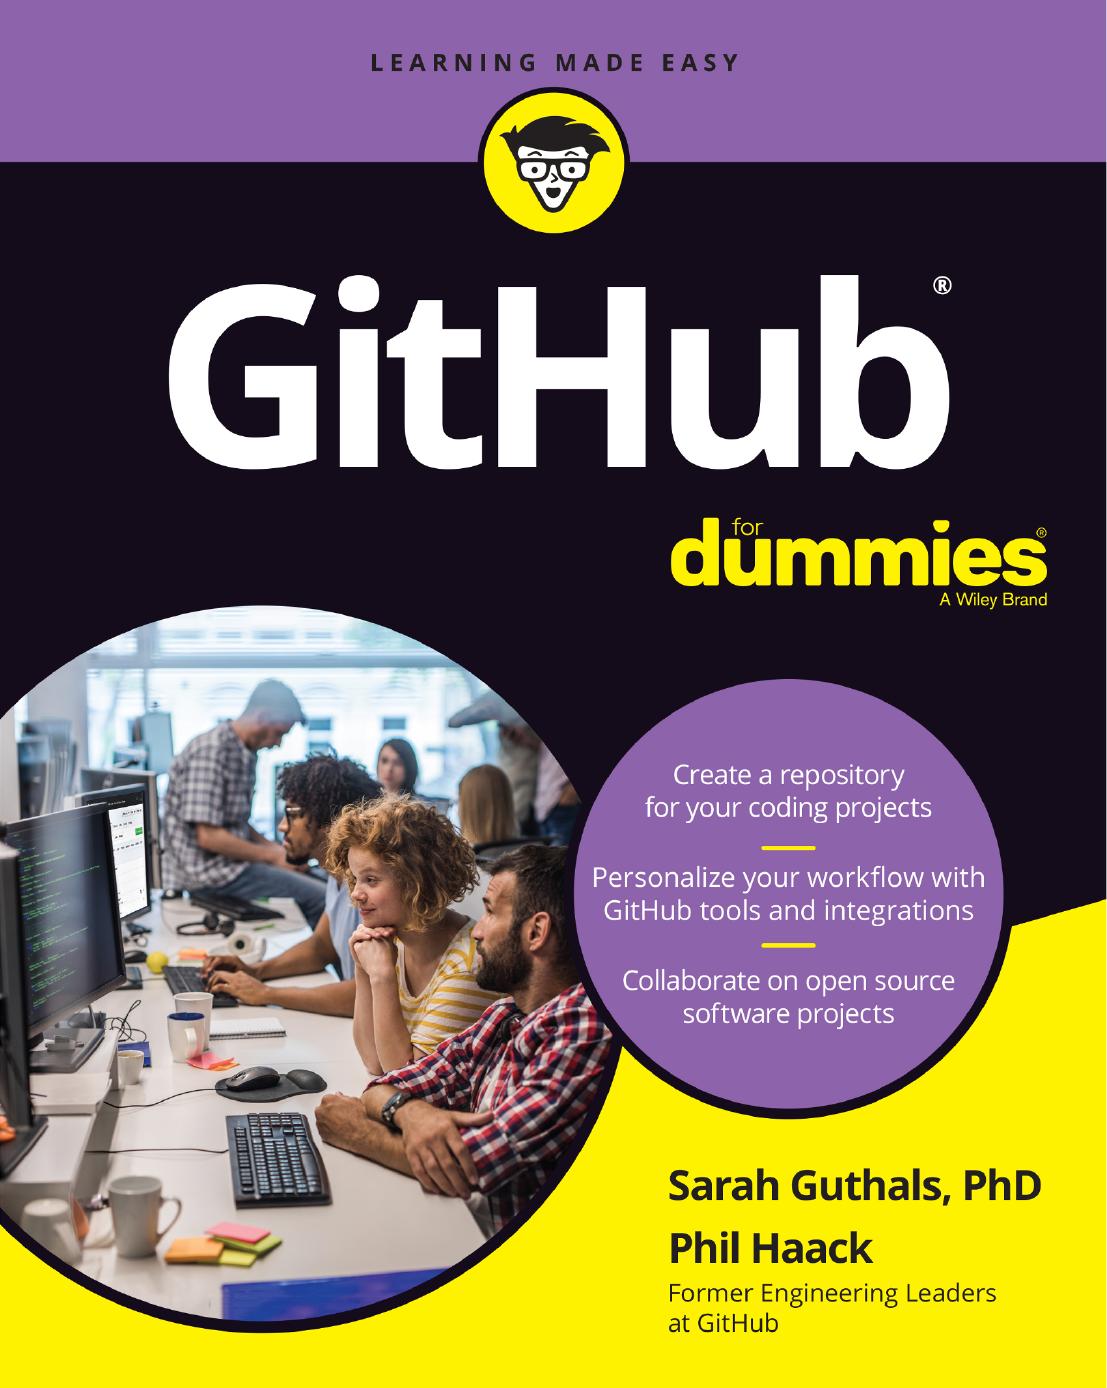 LEARNING MADE EASY
GitHub®
for
dummies®
A Wiley Brand
Create a repository
for your coding projects
Personalize your workflow with
GitHub tools and integrations
Collaborate on open source
software projects
Sarah Guthals, PhD
Phil Haack
Former Engineering Leaders
at GitHub